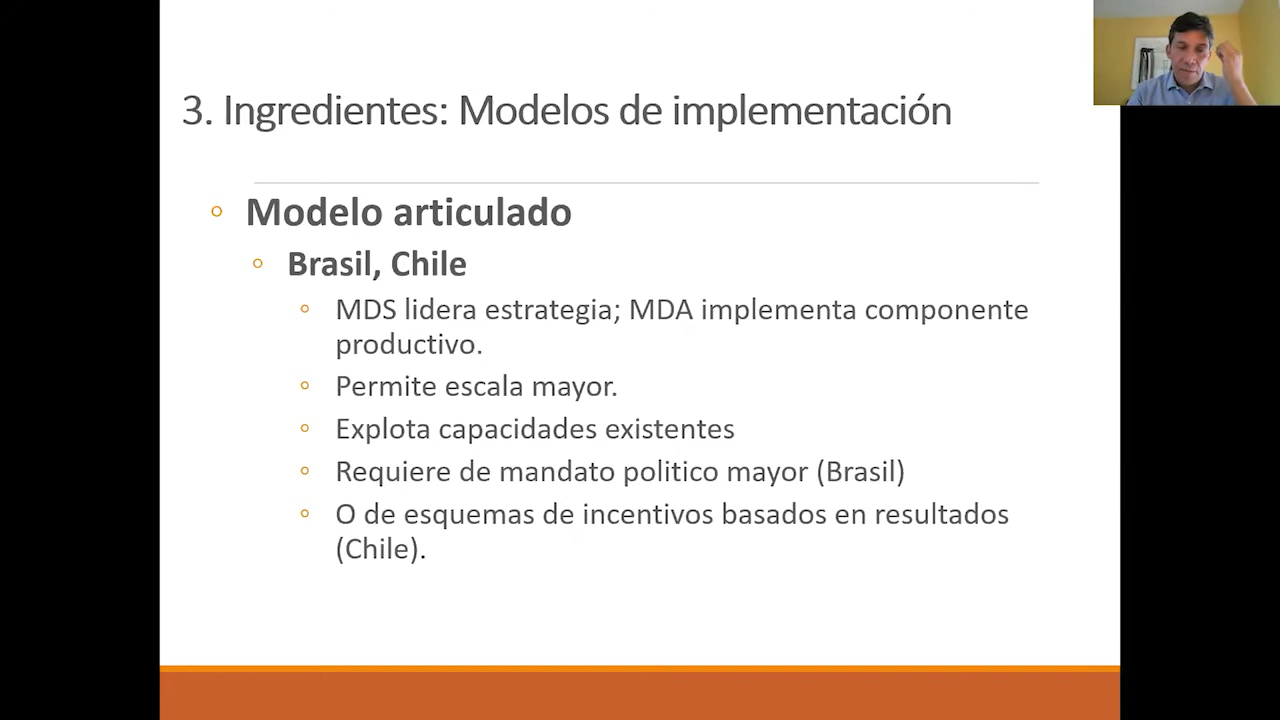 3. Ingredientes: Modelos de implementación
Modelo articulado
Brasil, Chile
MDS lidera estrategia; MDA implementa componente
productivo.
Permite escala mayor.
Explota capacidades existentes
Requiere de mandato politico mayor (Brasil)
O de esquemas de incentivos basados en resultados
(Chile).